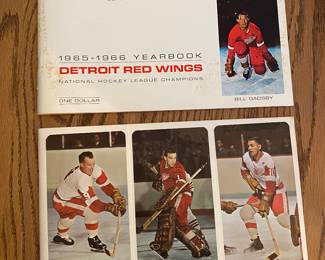 1965-1966 YEARBOOK
DETROIT RED WINGS
NATIONAL HOCKEY LEAGUE CHAMPIONS
ONE DOLLAR
BILL GADSBY